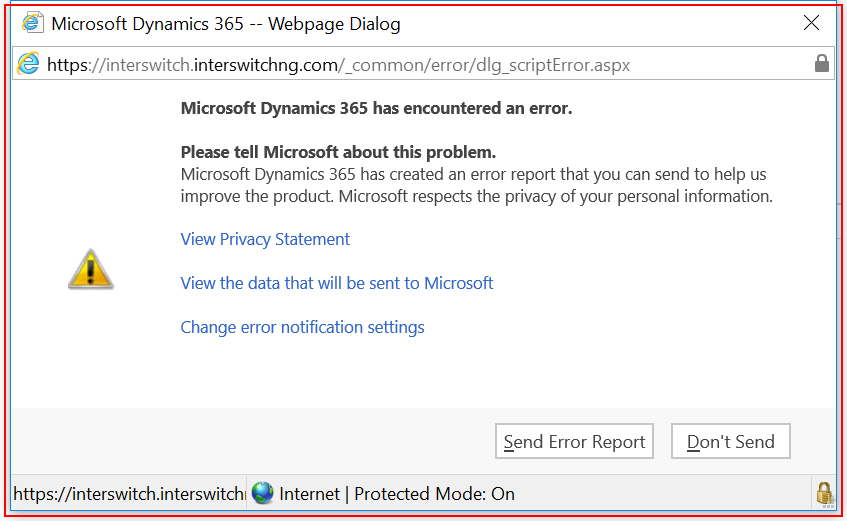 Microsoft Dynamics 365 -- Webpage Dialog
https://interswitch.interswitchng.com/_common/error/dlg_scriptError.aspx
Microsoft Dynamics 365 has encountered an error.
Please tell Microsoft about this problem.
Microsoft Dynamics 365 has created an error report that you can send to help us
improve the product. Microsoft respects the privacy of your personal information.
View Privacy Statement
View the data that will be sent to Microsoft
Change error notification settings
Send Error Report Don't Send
https://interswitch.interswitchn Internet | Protected Mode: On